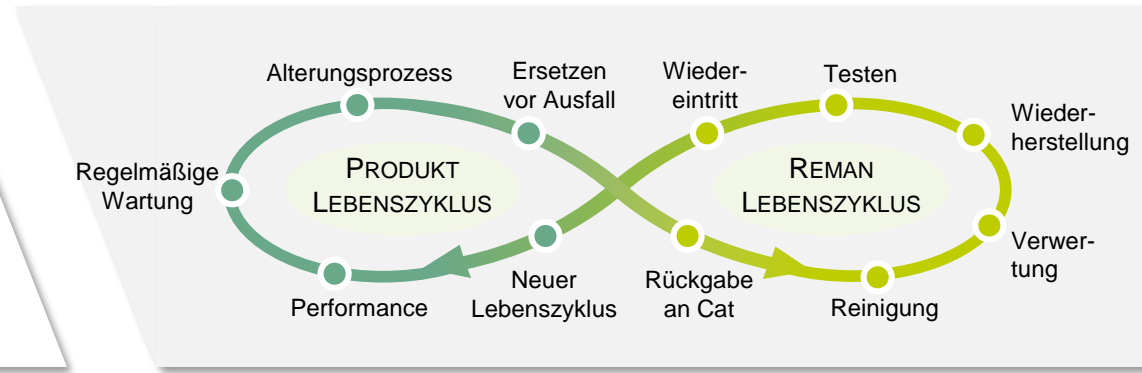 Alterungsprozess
Ersetzen
vor Ausfall
Wieder-
eintritt
Testen
Wieder-
herstellung
Regelmäßige
Wartung
PRODUKT
LEBENSZYKLUS
REMAN
LEBENSZYKLUS
Verwer-
tung
Performance
Neuer
Lebenszyklus
Rückgabe
an Cat
Reinigung